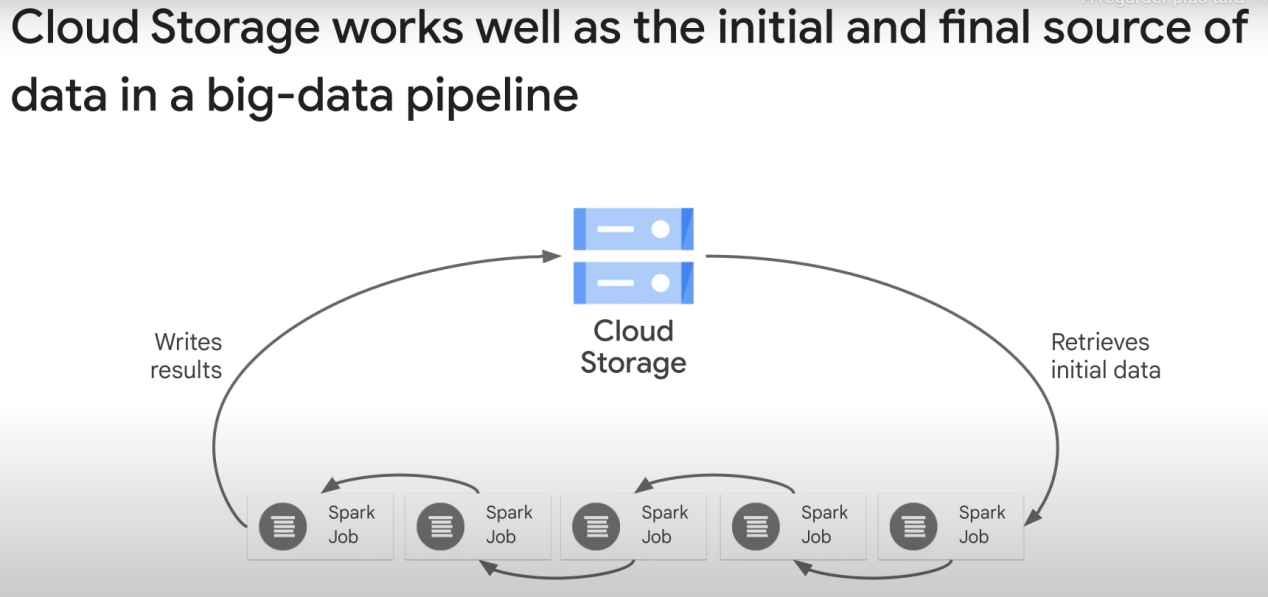 Cloud Storage works well as the initial and final source of
data in a big-data pipeline
Cloud
Storage
Writes
results
Retrieves
initial data
Spark
Job
Spark
Job
Spark
Job
Spark
Job
Spark
Job